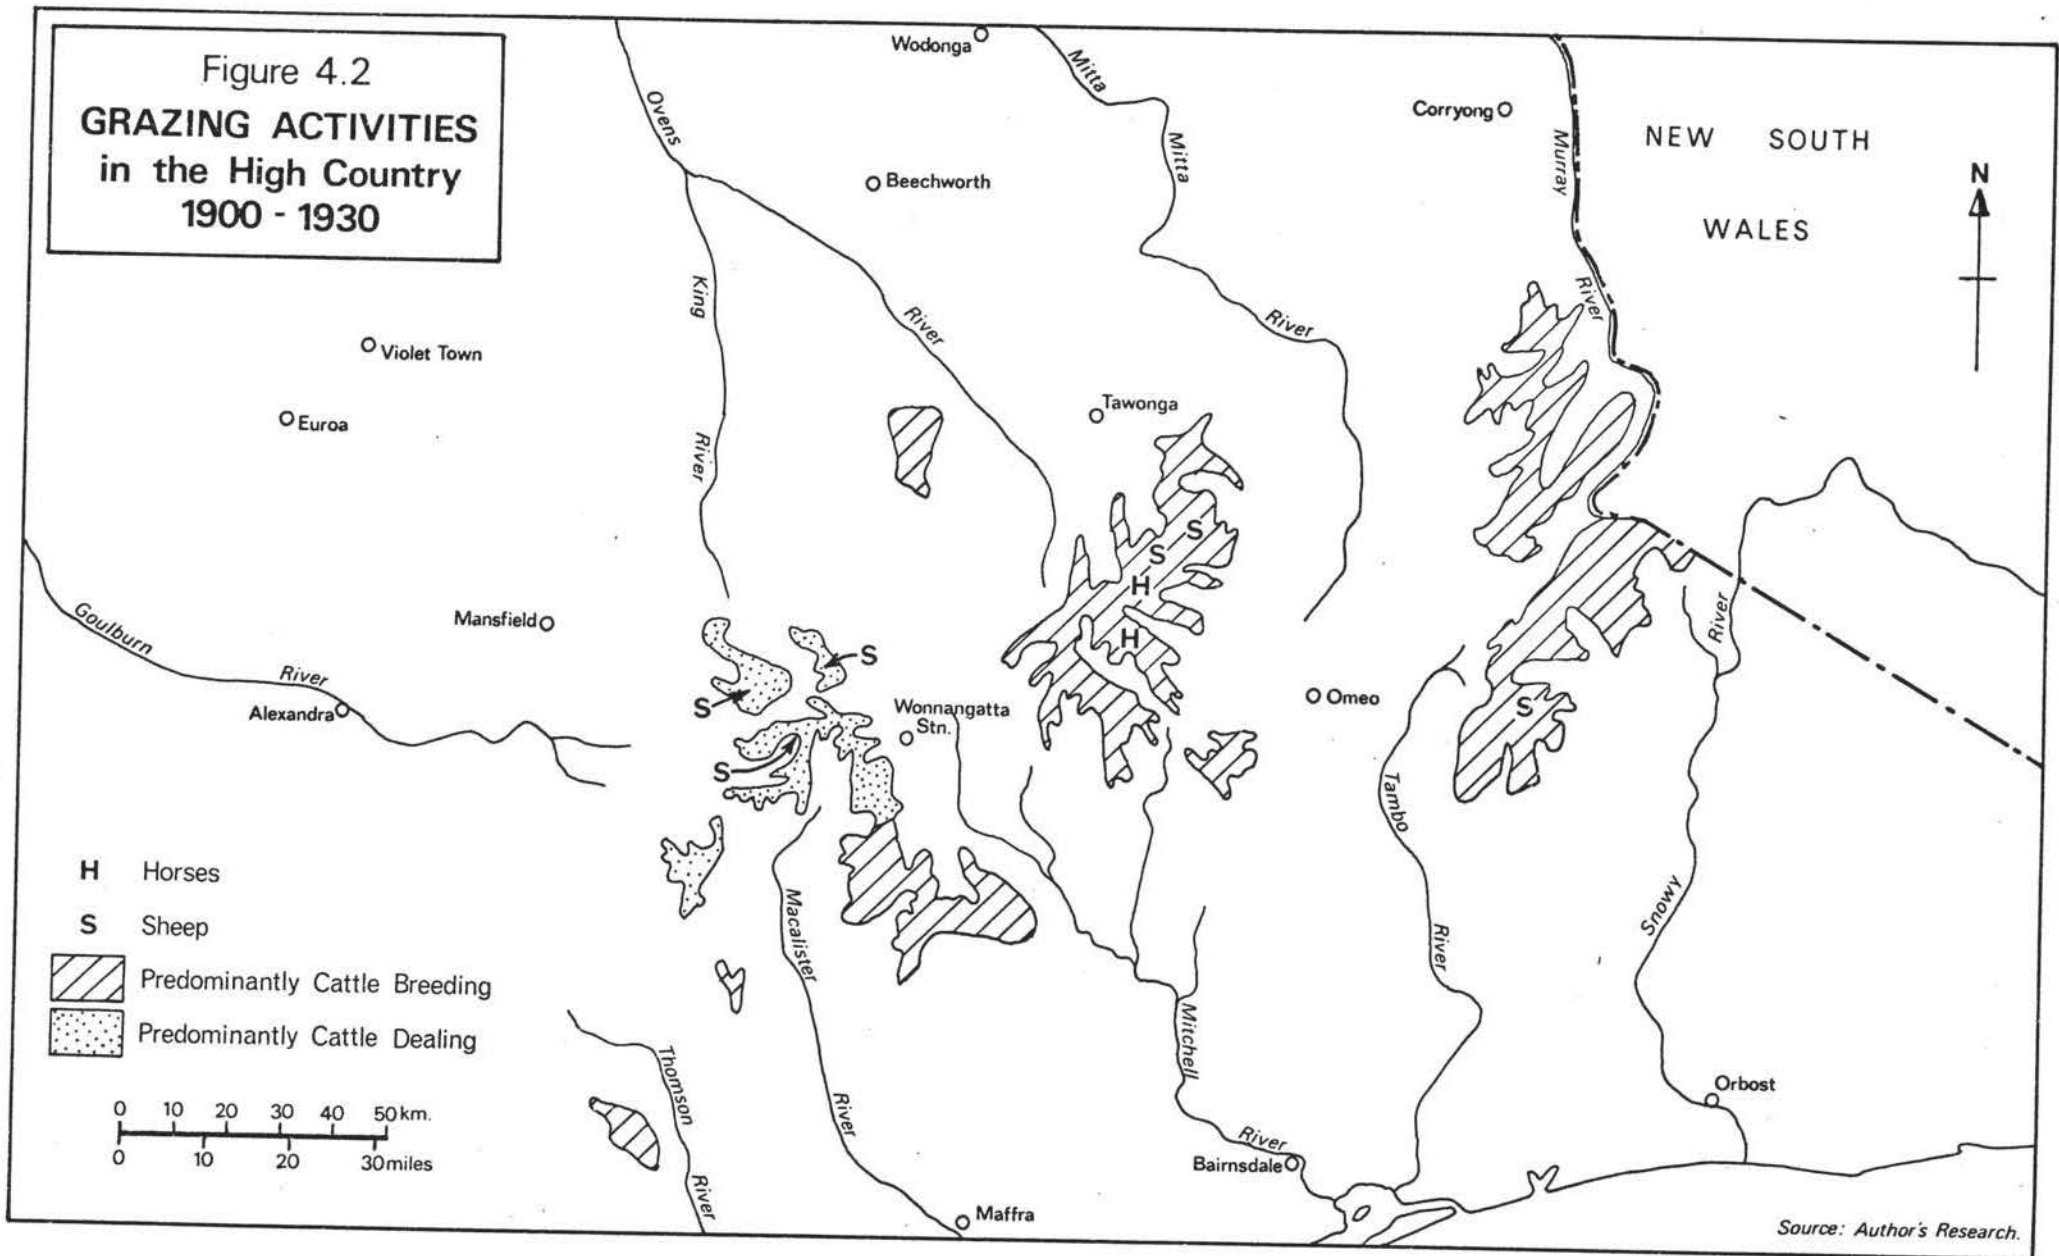 Figure 4.2
GRAZING ACTIVITIES
in the High Country
1900 - 1930
Wodonga
Mitta
Mitta
River
Corryong
Murray
River
NEW SOUTH
WALES
N
Ovens
River
Beechworth
King
River
Violet Town
Euroa
Tawonga
S
S
H
H
Goulburn
River
Mansfield
Alexandra
S
S
S
Wonnangatta
Stn.
Omeo
S
Tambo
River
Snowy
River
Macalister
River
Mitchell
River
Thomson
River
Orbost
Bairnsdale
Maffra
H Horses
S Sheep
Predominantly Cattle Breeding
Predominantly Cattle Dealing
0 10 20 30 40 50 km.
0 10 20 30 miles
Source: Author's Research.